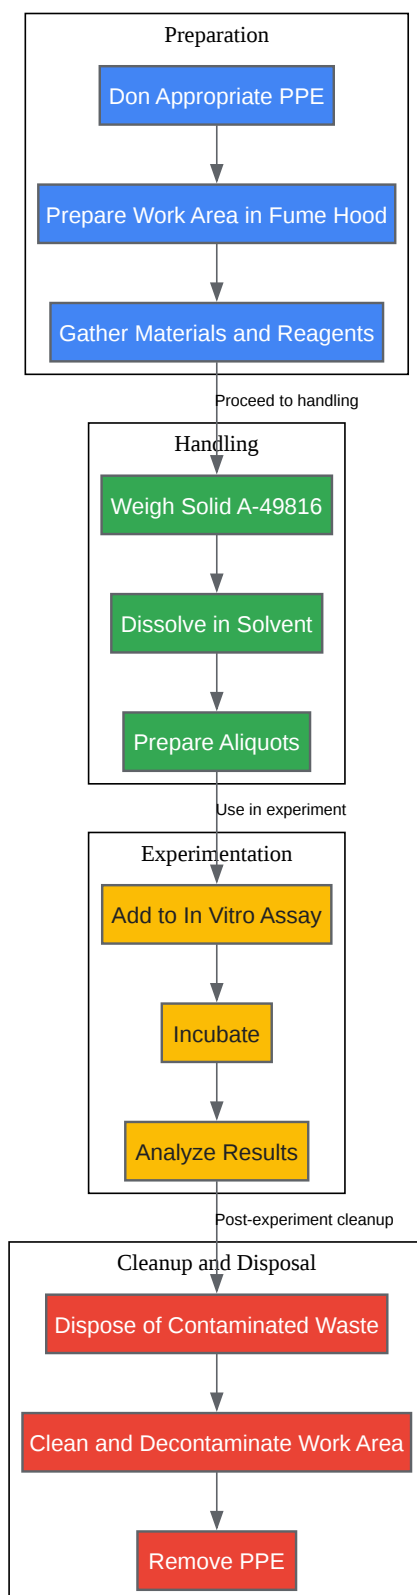 Preparation
Don Appropriate PPE
Prepare Work Area in Fume Hood
Gather Materials and Reagents
Proceed to handling
Handling
Weigh Solid A-49816
Dissolve in Solvent
Prepare Aliquots
Use in experiment
Experimentation
Add to In Vitro Assay
Incubate
Analyze Results
Post-experiment cleanup
Cleanup and Disposal
Dispose of Contaminated Waste
Clean and Decontaminate Work Area
Remove PPE